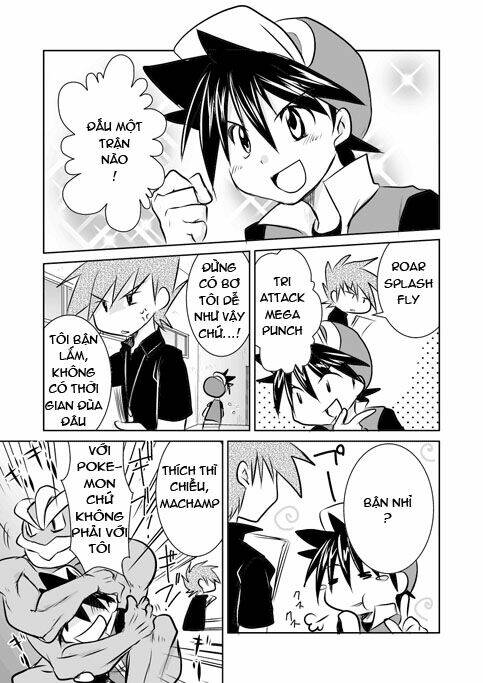 ĐẤU MỘT
TRẬN
NÀO
!
ROAR
SPLASH
FLY
TRI
ATTACK
MEGA
PUNCH
ĐỪNG
CÓ BƠ
TÔI DỄ
NHƯ VẬY
CHỨ...!
TÔI BẬN
LẮM,
KHÔNG
CÓ THỜI
GIAN ĐÙA
ĐÂU
BẬN NHỈ
?
THÍCH THÌ
CHIỀU,
MACHAMP
VỚI
POKE-
MON
CHỨ
KHÔNG
PHẢI VỚI
TÔI